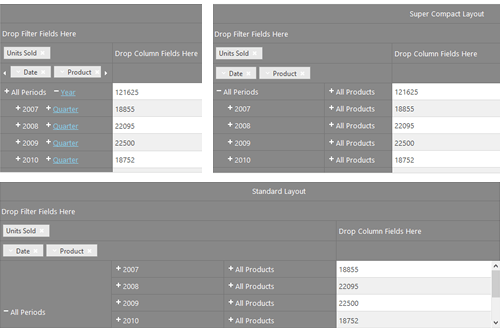 Drop Filter Fields Here
Units Sold
Drop Column Fields Here
Date Product
All Periods Year 121625
2007 Quarter 18855
2008 Quarter 22095
2009 Quarter 22500
2010 Quarter 18752
Super Compact Layout
Drop Filter Fields Here
Units Sold
Drop Column Fields Here
Date Product
All Periods All Products 121625
2007 All Products 18855
2008 All Products 22095
2009 All Products 22500
2010 All Products 18752
Standard Layout
Drop Filter Fields Here
Units Sold
Drop Column Fields Here
Date Product
All Periods
2007 All Products 18855
2008 All Products 22095
2009 All Products 22500
2010 All Products 18752